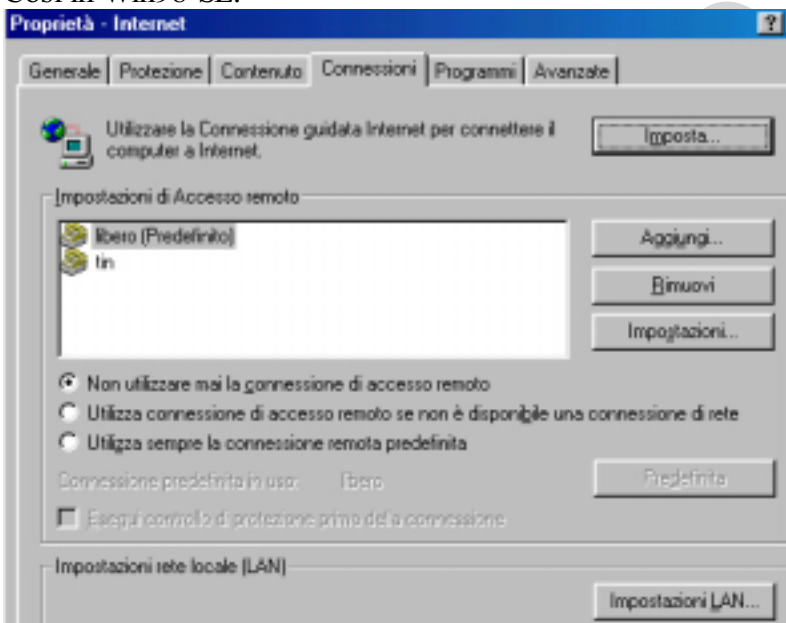 Così in Win98 SE:
Proprietà - Internet
?
Generale Protezione Contenuto Connessioni Programmi Avanzate
Utilizzare la Connessione guidata Internet per connettere il
computer a Internet.
Imposta...
Impostazioni di Accesso remoto
libero (Predefinito)
tin
Aggiungi...
Rimuovi
Impostazioni...
Non utilizzare mai la connessione di accesso remoto
Utilizza connessione di accesso remoto se non è disponibile una connessione di rete
Utilizza sempre la connessione remota predefinita
Connessione predefinita in uso: libero
Predefinita
Esegui controllo di protezione prima della connessione
Impostazioni rete locale (LAN)
Impostazioni LAN...